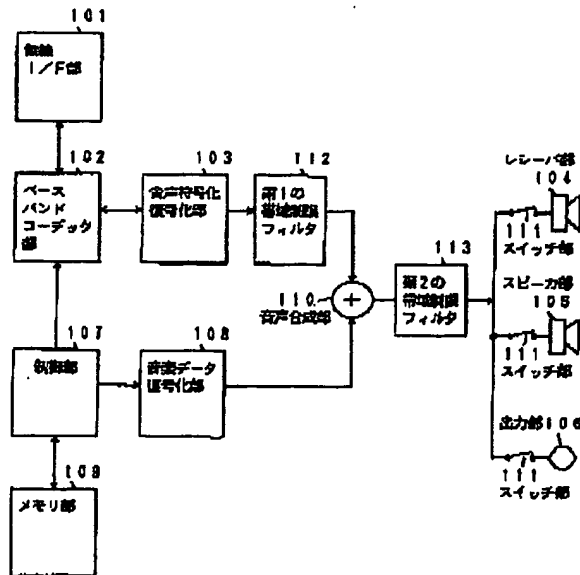 101
無線
I/F部
102
ベース
バンド
コーデック
部
103
音声符号化
復号化部
112
第1の
帯域制限
フィルタ
レシーバ部
104
111
スイッチ部
113
第2の
帯域制限
フィルタ
110
音声合成部
スピーカ部
105
111
スイッチ部
107
制御部
108
音楽データ
復号化部
出力部106
111
スイッチ部
109
メモリ部